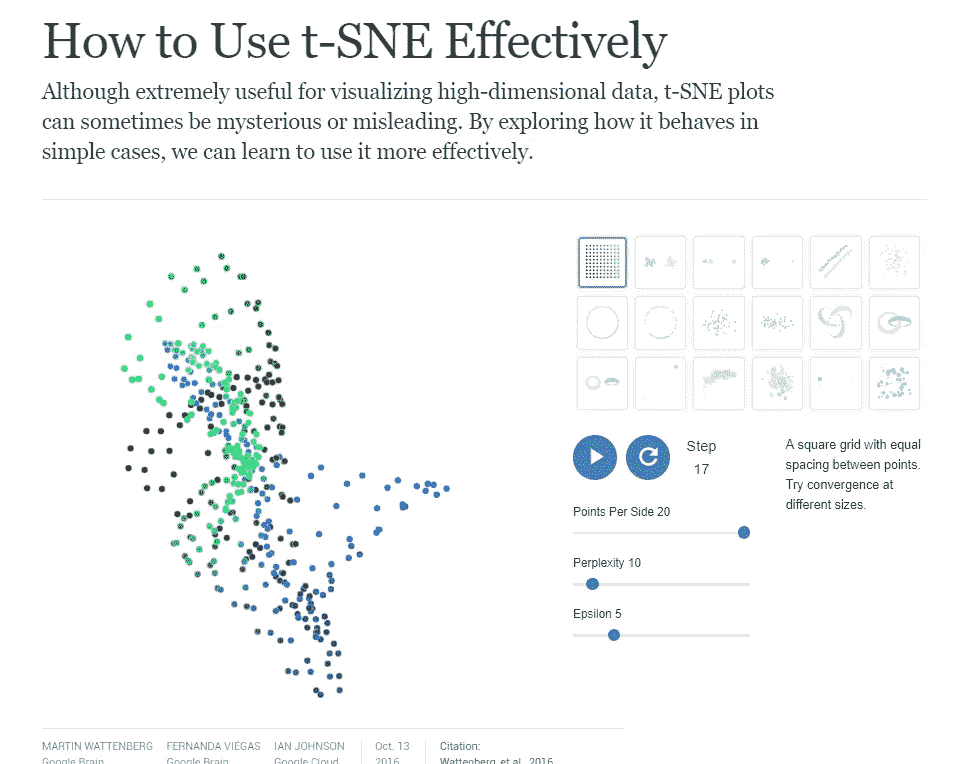 How to Use t-SNE Effectively
Although extremely useful for visualizing high-dimensional data, t-SNE plots
can sometimes be mysterious or misleading. By exploring how it behaves in
simple cases, we can learn to use it more effectively.
Step
17
A square grid with equal
spacing between points.
Try convergence at
different sizes.
Points Per Side 20
Perplexity 10
Epsilon 5
MARTIN WATTENBERG FERNANDA VIÉGAS IAN JOHNSON Oct. 13 Citation:
Google Brain Google Brain Google Cloud 2016 Wattenberg, et al., 2016